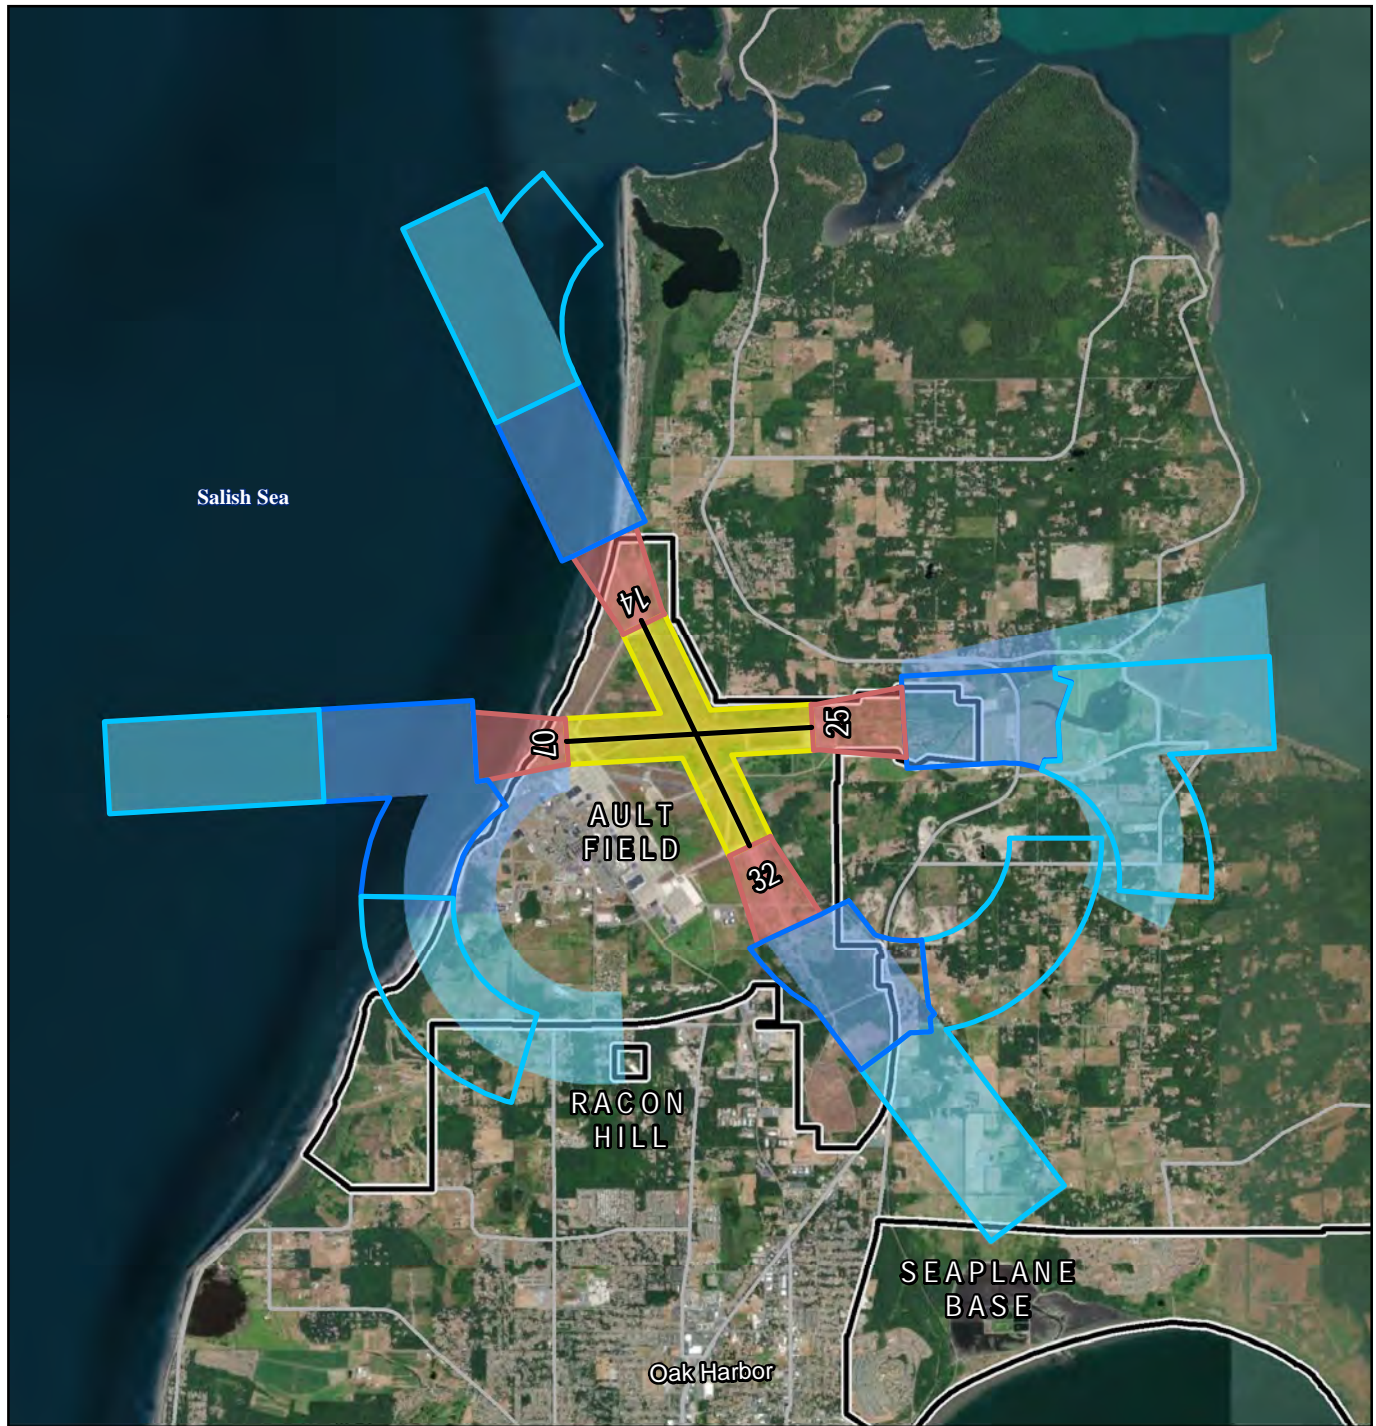 Salish Sea
14
07
25
AULT
FIELD
32
RACON
HILL
SEAPLANE
BASE
Oak Harbor